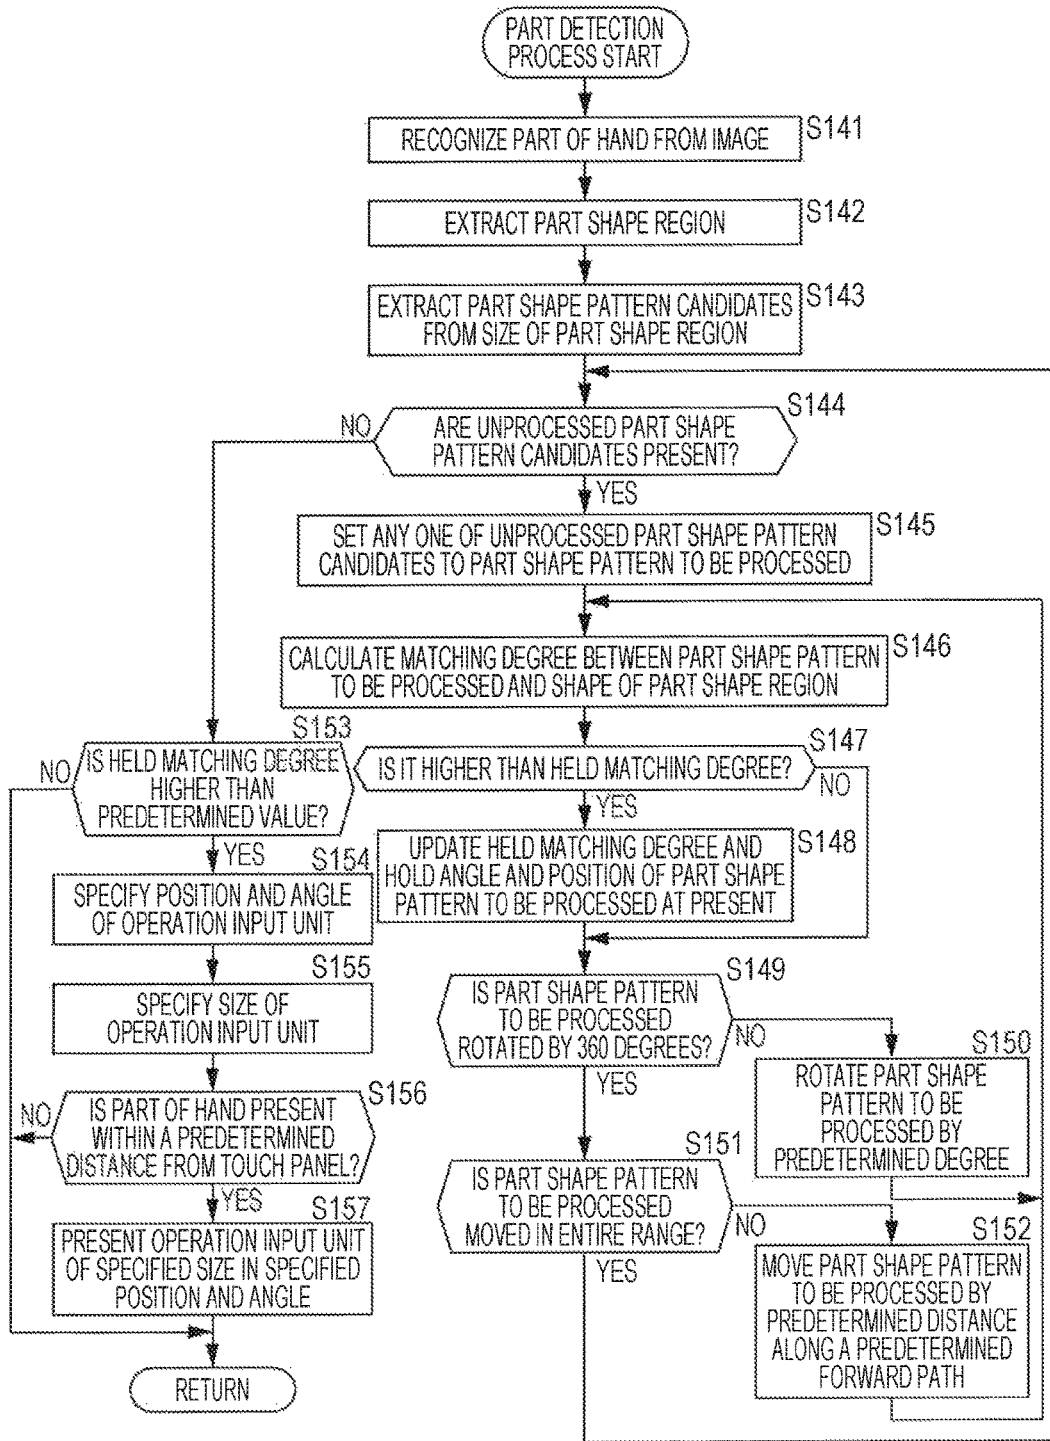 PART DETECTION
PROCESS START
RECOGNIZE PART OF HAND FROM IMAGE
S141
EXTRACT PART SHAPE REGION
S142
EXTRACT PART SHAPE PATTERN CANDIDATES
FROM SIZE OF PART SHAPE REGION
S143
S144
NO
ARE UNPROCESSED PART SHAPE
PATTERN CANDIDATES PRESENT?
YES
SET ANY ONE OF UNPROCESSED PART SHAPE PATTERN
CANDIDATES TO PART SHAPE PATTERN TO BE PROCESSED
S145
CALCULATE MATCHING DEGREE BETWEEN PART SHAPE PATTERN
TO BE PROCESSED AND SHAPE OF PART SHAPE REGION
S146
S153
NO
IS HELD MATCHING DEGREE
HIGHER THAN
PREDETERMINED VALUE?
YES
S147
IS IT HIGHER THAN HELD MATCHING DEGREE?
NO
YES
UPDATE HELD MATCHING DEGREE AND
HOLD ANGLE AND POSITION OF PART SHAPE
PATTERN TO BE PROCESSED AT PRESENT
S148
S154
SPECIFY POSITION AND ANGLE
OF OPERATION INPUT UNIT
S155
SPECIFY SIZE OF
OPERATION INPUT UNIT
S149
IS PART SHAPE PATTERN
TO BE PROCESSED
ROTATED BY 360 DEGREES?
NO
YES
S150
ROTATE PART SHAPE
PATTERN TO BE
PROCESSED BY
PREDETERMINED DEGREE
S156
NO
IS PART OF HAND PRESENT
WITHIN A PREDETERMINED
DISTANCE FROM TOUCH PANEL?
YES
S151
IS PART SHAPE PATTERN
TO BE PROCESSED
MOVED IN ENTIRE RANGE?
NO
YES
S152
MOVE PART SHAPE PATTERN
TO BE PROCESSED BY
PREDETERMINED DISTANCE
ALONG A PREDETERMINED
FORWARD PATH
S157
PRESENT OPERATION INPUT UNIT
OF SPECIFIED SIZE IN SPECIFIED
POSITION AND ANGLE
RETURN